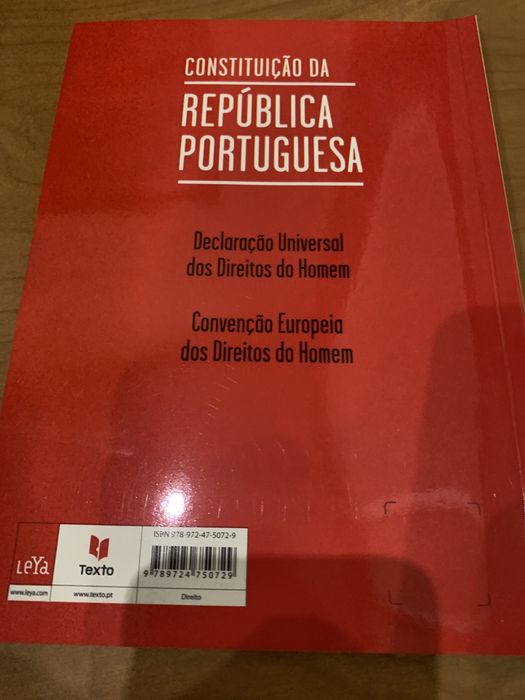 CONSTITUIÇÃO DA
REPÚBLICA
PORTUGUESA
Declaração Universal
dos Direitos do Homem
Convenção Europeia
dos Direitos do Homem
LeYa
www.leya.com
Texto
www.texto.pt
ISBN 978-972-47-5072-9
9 789724 750729
Direito